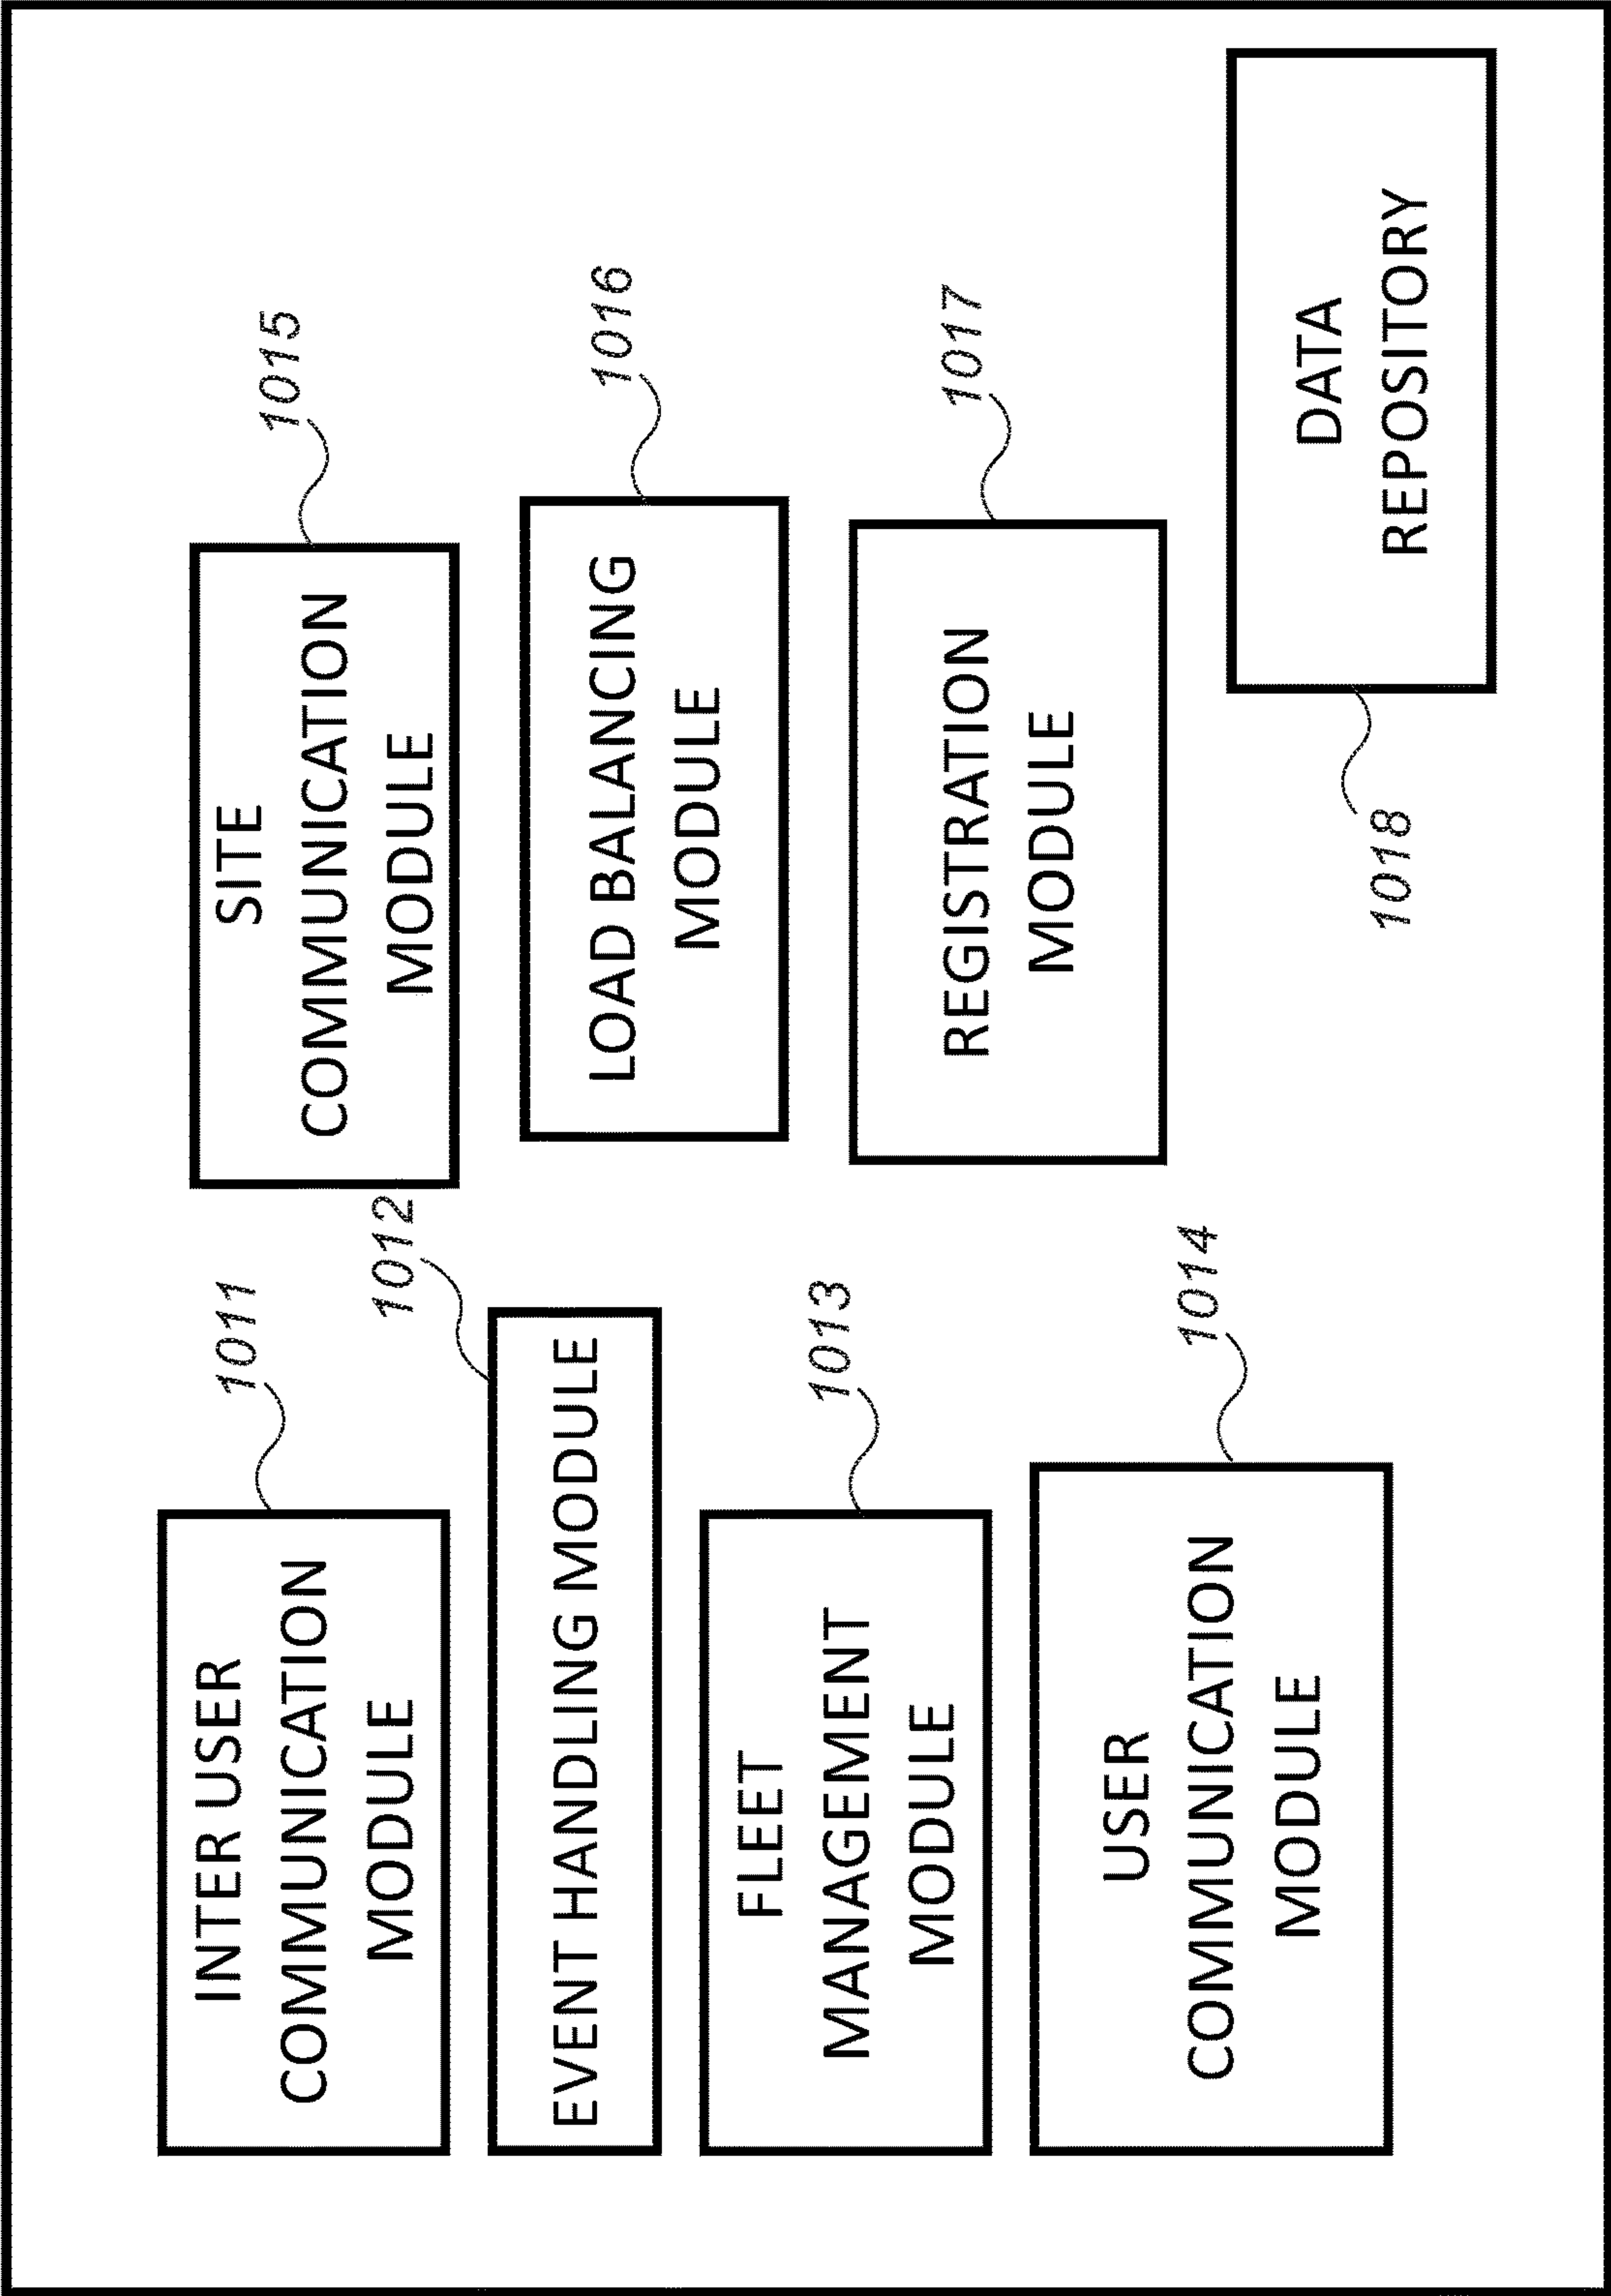 INTER USER
COMMUNICATION
MODULE
1011
EVENT HANDLING MODULE
1012
FLEET
MANAGEMENT
MODULE
1013
USER
COMMUNICATION
MODULE
1014
SITE
COMMUNICATION
MODULE
1015
LOAD BALANCING
MODULE
1016
REGISTRATION
MODULE
1017
DATA
REPOSITORY
1018